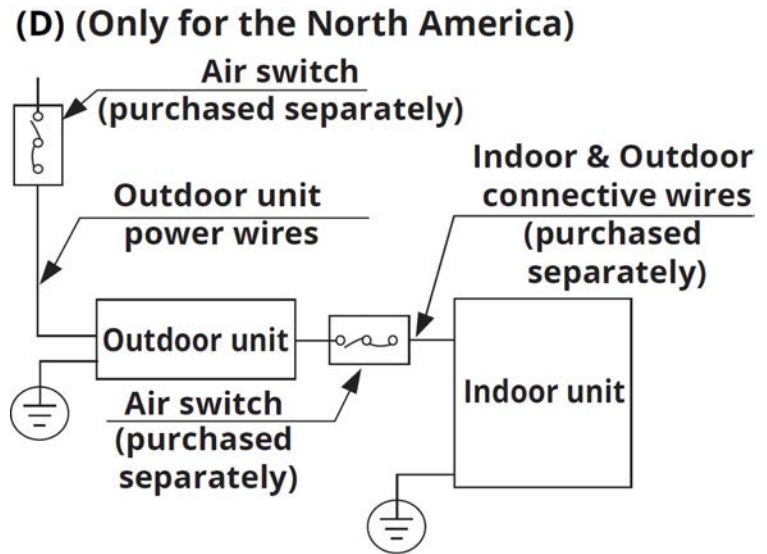 (D) (Only for the North America)
Air switch
(purchased separately)
Indoor & Outdoor
connective wires
(purchased
separately)
Outdoor unit
power wires
Outdoor unit
Indoor unit
Air switch
(purchased
separately)